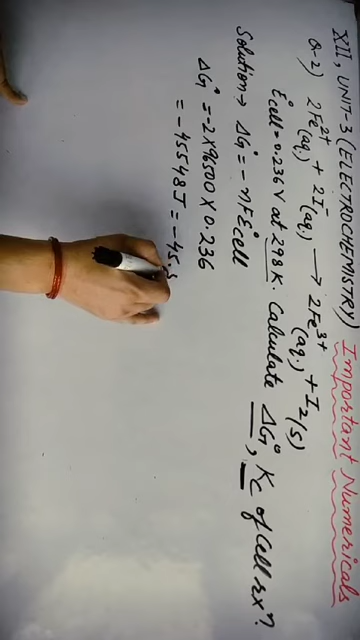 XII, UNIT-3 (ELECTROCHEMISTRY) Important Numericals
Q-2) 2Fe²⁺(aq.) + 2I⁻(aq.) → 2Fe³⁺(aq.) + I₂(s)
E°cell = 0.236 V at 298 K. Calculate ΔG°, Kc of Cell rxⁿ?
Solution → ΔG° = -nFE°cell
ΔG° = -2×96500×0.236
= -45548 J = -45.5